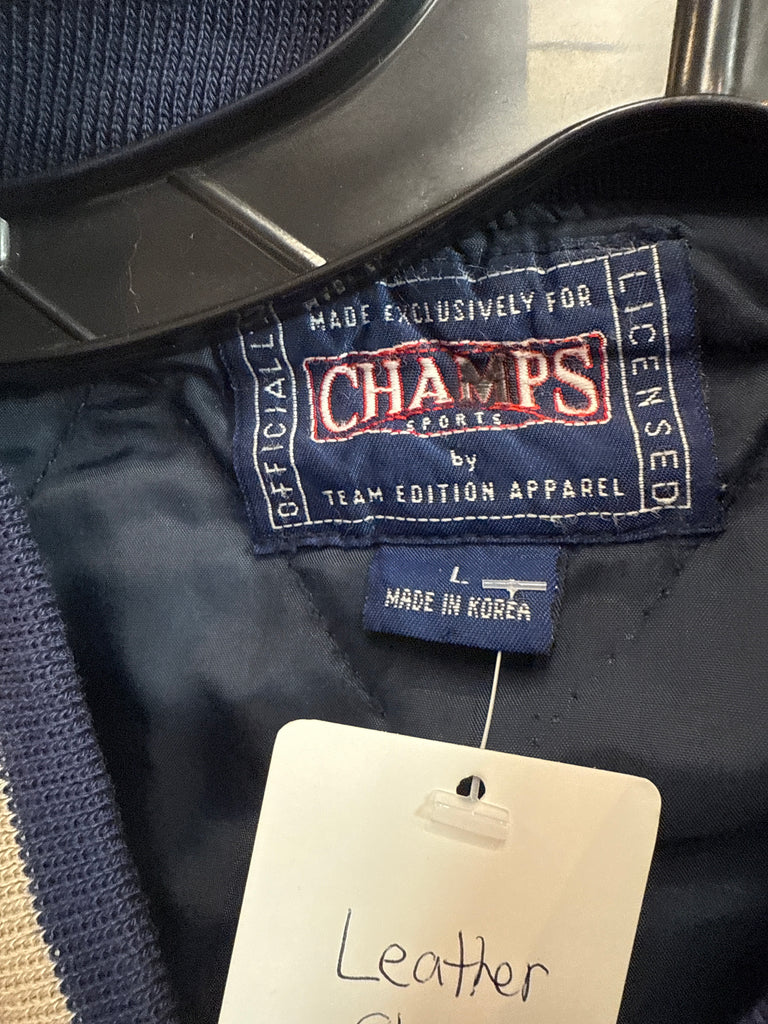 OFFICIALLY
MADE EXCLUSIVELY FOR
CHAMPS
SPORTS
by
TEAM EDITION APPAREL
LICENSED
L
MADE IN KOREA
Leather